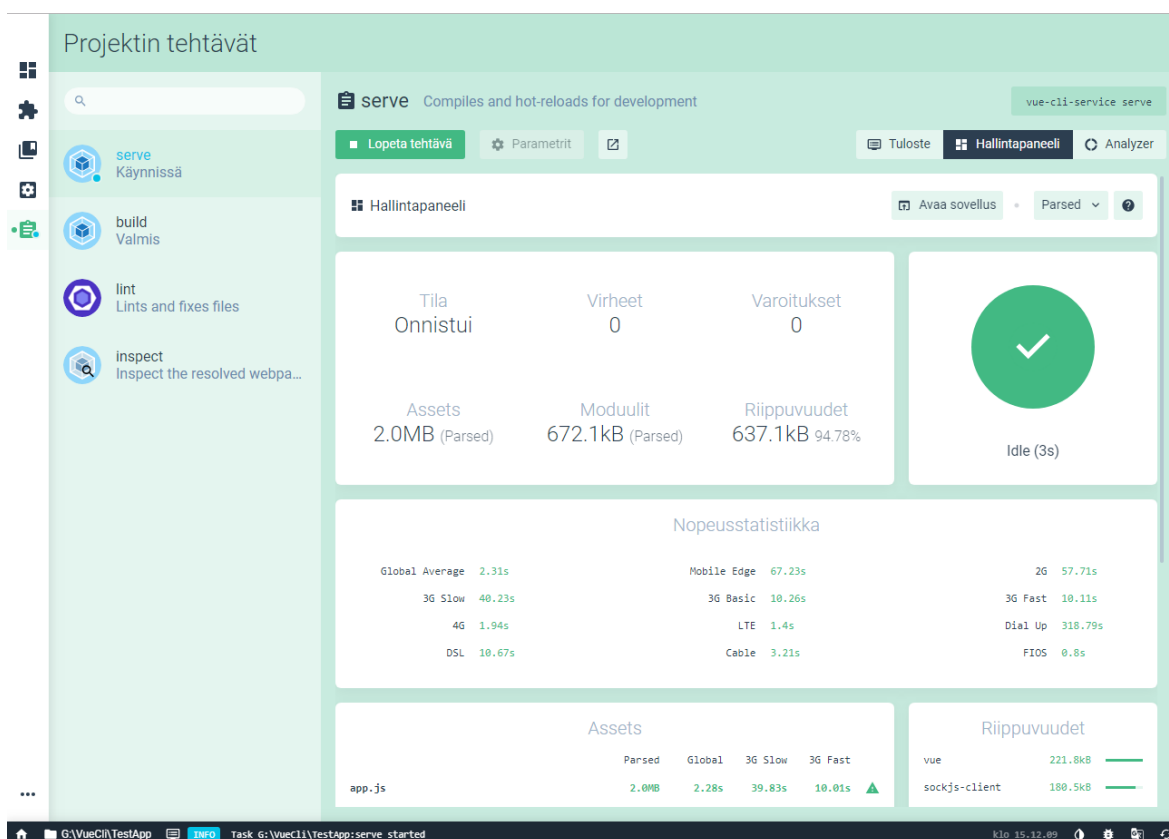 Projektin tehtävät
serve Compiles and hot-reloads for development
vue-cli-service serve
serve
Käynnissä
build
Valmis
lint
Lints and fixes files
inspect
Inspect the resolved webpa...
Lopeta tehtävä Parametrit
Tuloste Hallintapaneeli Analyzer
Hallintapaneeli
Avaa sovellus Parsed
Tila Virheet Varoitukset
Onnistui 0 0
Assets Moduulit Riippuvuudet
2.0MB (Parsed) 672.1kB (Parsed) 637.1kB 94.78%
Idle (3s)
Nopeusstatistiikka
Global Average 2.31s Mobile Edge 67.23s 2G 57.71s
3G Slow 40.23s 3G Basic 10.26s 3G Fast 10.11s
4G 1.94s LTE 1.4s Dial Up 318.79s
DSL 10.67s Cable 3.21s FIOS 0.8s
Assets
Parsed Global 3G Slow 3G Fast
app.js 2.0MB 2.28s 39.83s 10.01s
Riippuvuudet
vue 221.8kB
sockjs-client 180.5kB
G:\VueCli\TestApp INFO Task G:\VueCli\TestApp:serve started klo 15.12.09